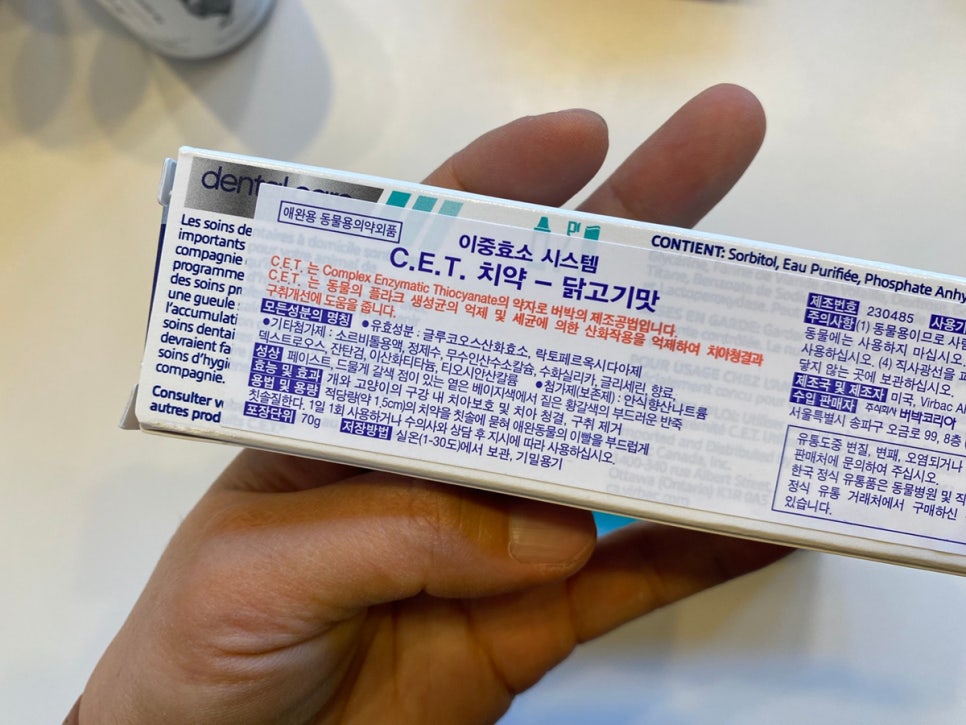 dental care
Les soins de
importants
compagnie
programme
des soins pr
une gueule
l'accumulati
soins dentai
devraient fa
soins d'hygi
compagnie.
Consulter v
autres prod
애완용 동물용의약외품
이중효소 시스템
C.E.T. 치약 – 닭고기맛
C.E.T. 는 Complex Enzymatic Thiocyanate의 약자로 버박의 제조공법입니다.
C.E.T. 는 동물의 플라크 생성균의 억제 및 세균에 의한 산화작용을 억제하여 치아청결과
구취개선에 도움을 줍니다.
모든성분의 명칭 •유효성분 : 글루코오스산화효소, 락토페르옥시다아제
•기타첨가제 : 소르비톨용액, 정제수, 무수인산수소칼슘, 수화실리카, 글리세린, 향료
덱스트로오스, 잔탄검, 이산화티타늄, 티오시안산칼륨 •첨가제(보존제) : 안식향산나트륨
성상 페이스트, 드물게 갈색 점이 있는 옅은 베이지색에서 짙은 황갈색의 부드러운 반죽
효능 및 효과 개와 고양이의 구강 내 치아보호 및 치아 청결, 구취 제거
용법 및 용량 적당량(약 1.5cm)의 치약을 칫솔에 묻혀 애완동물의 이빨을 부드럽게
칫솔질한다. 1일 1회 사용하거나 수의사와 상담 후 지시에 따라 사용하십시오.
포장단위 70g 저장방법 실온(1-30도)에서 보관, 기밀용기
CONTIENT: Sorbitol, Eau Purifiée, Phosphate Anhy
제조번호 230485 사용기
주의사항 (1) 동물용이므로 사람
동물에는 사용하지 마십시오.
사용하십시오. (4) 직사광선을 피
닿지 않는 곳에 보관하십시오.
제조국 및 제조자 미국, Virbac AH
수입 판매자 주식회사 버박코리아
서울특별시 송파구 오금로 99, 8층
유통도중 변질, 변패, 오염되거나
판매처에 문의하여 주십시오.
한국 정식 유통품은 동물병원 및 직
정식 유통 거래처에서 구매하신
있습니다.